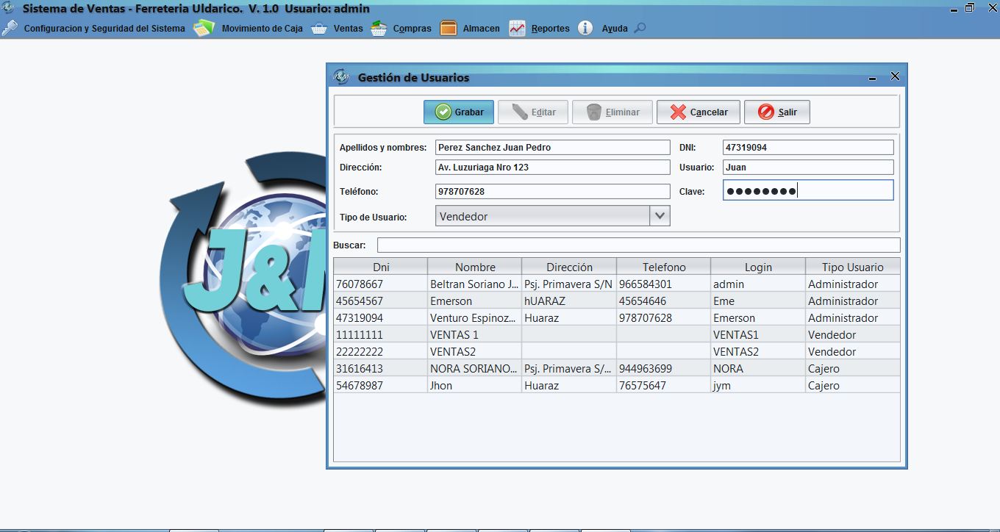 Sistema de Ventas - Ferreteria Uldarico. V. 1.0 Usuario: admin
Configuracion y Seguridad del Sistema Movimiento de Caja Ventas Compras Almacen Reportes Ayuda
J&
J&M Gestión de Usuarios
Grabar Editar Eliminar Cancelar Salir
Apellidos y nombres: Perez Sanchez Juan Pedro DNI: 47319094
Dirección: Av. Luzuriaga Nro 123 Usuario: Juan
Teléfono: 978707628 Clave: ●●●●●●●●
Tipo de Usuario: Vendedor
Buscar:
Dni Nombre Dirección Telefono Login Tipo Usuario
76078667 Beltran Soriano J... Psj. Primavera S/N 966584301 admin Administrador
45654567 Emerson hUARAZ 45654646 Eme Administrador
47319094 Venturo Espinoz... Huaraz 978707628 Emerson Administrador
11111111 VENTAS 1 VENTAS1 Vendedor
22222222 VENTAS2 VENTAS2 Vendedor
31616413 NORA SORIANO... Psj. Primavera S/... 944963699 NORA Cajero
54678987 Jhon Huaraz 76575647 jym Cajero